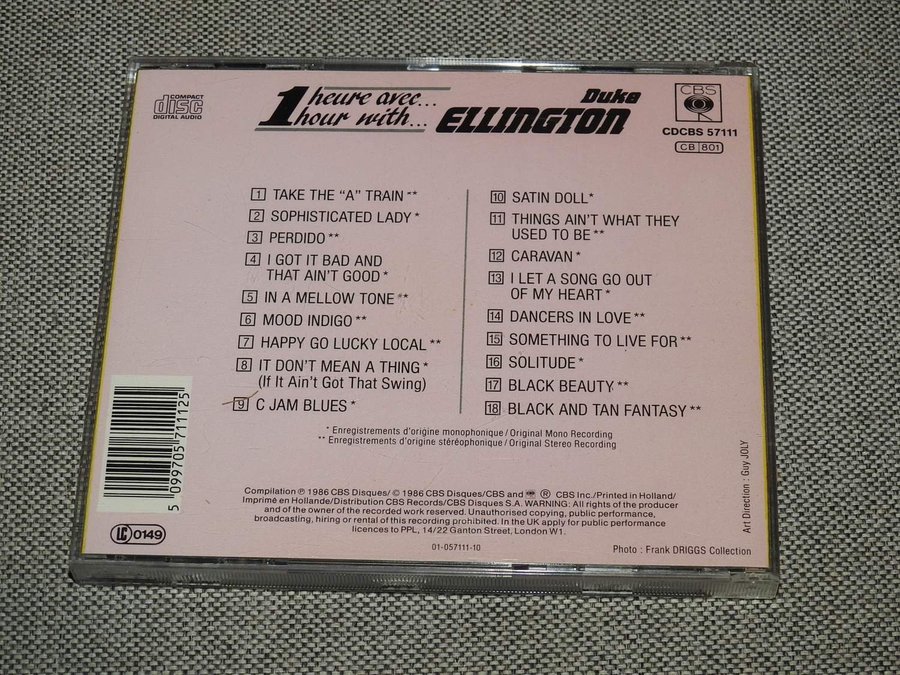 COMPACT
disc
DIGITAL AUDIO
1 heure avec...
hour with...
Duke
ELLINGTON
CBS
CDCBS 57111
CB 801
1 TAKE THE “A” TRAIN**
2 SOPHISTICATED LADY*
3 PERDIDO**
4 I GOT IT BAD AND
THAT AIN'T GOOD*
5 IN A MELLOW TONE**
6 MOOD INDIGO**
7 HAPPY GO LUCKY LOCAL**
8 IT DON'T MEAN A THING*
(If It Ain't Got That Swing)
9 C JAM BLUES*
10 SATIN DOLL*
11 THINGS AIN'T WHAT THEY
USED TO BE**
12 CARAVAN*
13 I LET A SONG GO OUT
OF MY HEART*
14 DANCERS IN LOVE**
15 SOMETHING TO LIVE FOR**
16 SOLITUDE*
17 BLACK BEAUTY**
18 BLACK AND TAN FANTASY**
* Enregistrements d'origine monophonique / Original Mono Recording
** Enregistrements d'origine stéréophonique / Original Stereo Recording
5 099705 711125
LC 0149
Compilation ℗ 1986 CBS Disques/ © 1986 CBS Disques/CBS and ® CBS Inc./Printed in Holland/
Imprimé en Hollande/Distribution CBS Records/CBS Disques S.A. WARNING: All rights of the producer
and of the owner of the recorded work reserved. Unauthorised copying, public performance,
broadcasting, hiring or rental of this recording prohibited. In the UK apply for public performance
licences to PPL, 14/22 Ganton Street, London W1.
01-057111-10
Photo : Frank DRIGGS Collection
Art Direction : Guy JOLY